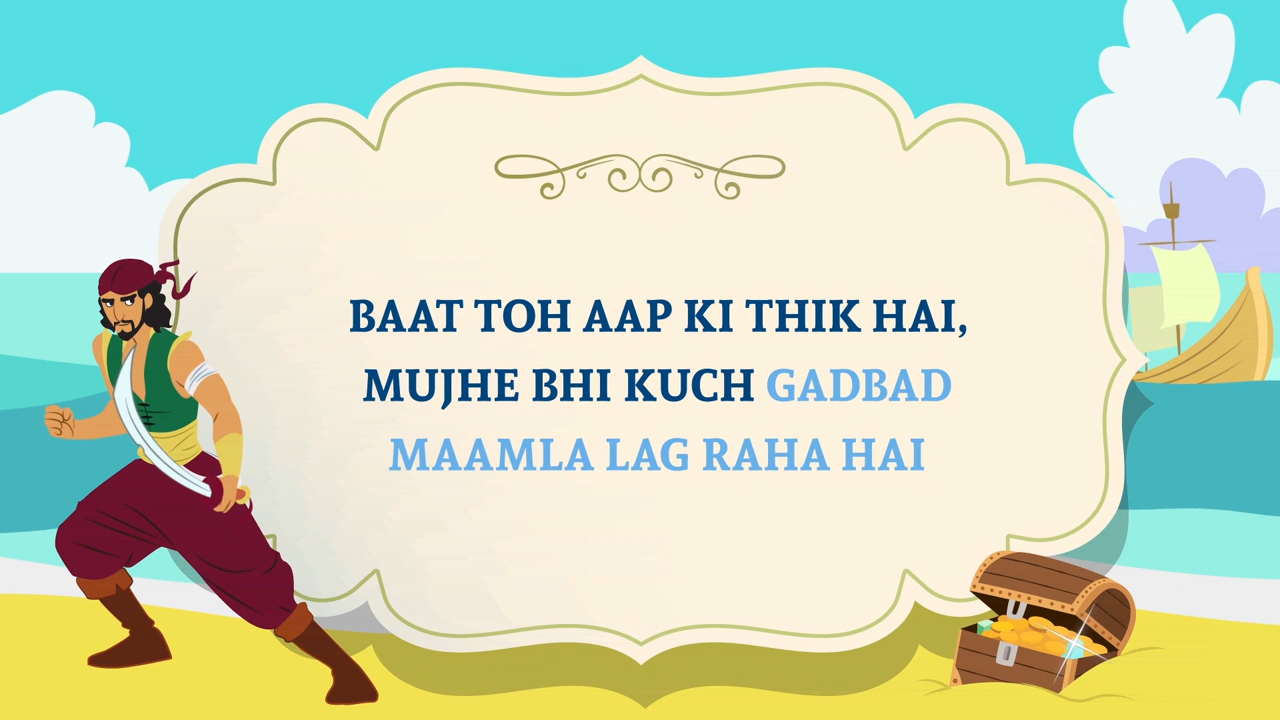 BAAT TOH AAP KI THIK HAI,
MUJHE BHI KUCH GADBAD
MAAMLA LAG RAHA HAI